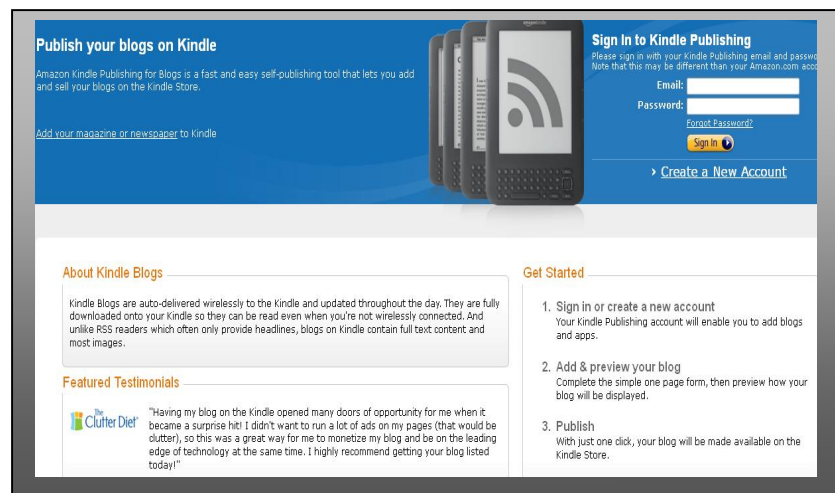 Publish your blogs on Kindle
Amazon Kindle Publishing for Blogs is a fast and easy self-publishing tool that lets you add
and sell your blogs on the Kindle Store.
Add your magazine or newspaper to Kindle
amazonkindle
Sign In to Kindle Publishing
Please sign in with your Kindle Publishing email and passwo
Note that this may be different than your Amazon.com acco
Email:
Password:
Forgot Password?
Sign In
› Create a New Account
About Kindle Blogs
Kindle Blogs are auto-delivered wirelessly to the Kindle and updated throughout the day. They are fully
downloaded onto your Kindle so they can be read even when you're not wirelessly connected. And
unlike RSS readers which often only provide headlines, blogs on Kindle contain full text content and
most images.
Featured Testimonials
The
Clutter Diet
"Having my blog on the Kindle opened many doors of opportunity for me when it
became a surprise hit! I didn't want to run a lot of ads on my pages (that would be
clutter), so this was a great way for me to monetize my blog and be on the leading
edge of technology at the same time. I highly recommend getting your blog listed
today!"
Get Started
1. Sign in or create a new account
Your Kindle Publishing account will enable you to add blogs
and apps.
2. Add & preview your blog
Complete the simple one page form, then preview how your
blog will be displayed.
3. Publish
With just one click, your blog will be made available on the
Kindle Store.